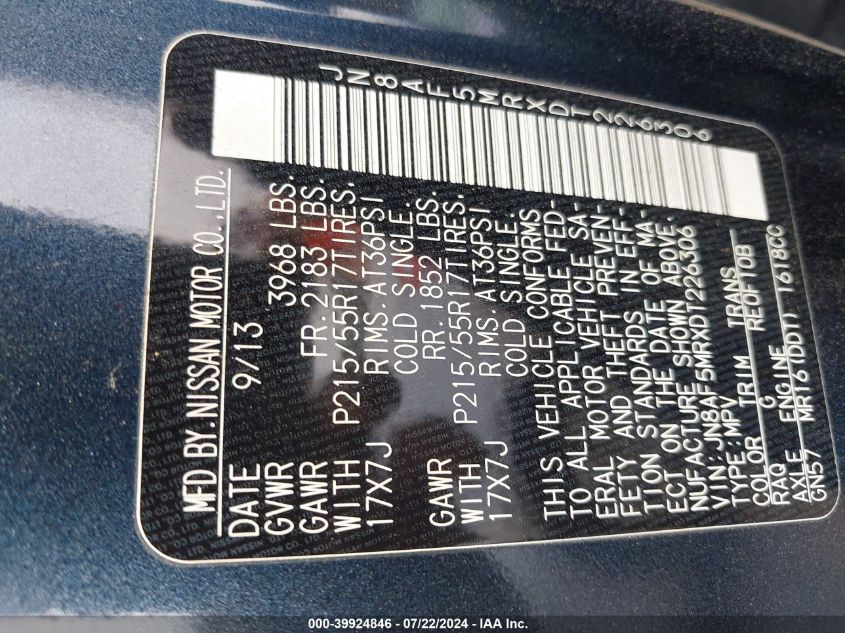 JN8AF5MRXDT226306
MFD BY.NISSAN MOTOR CO.,LTD.
DATE 9/13
GVWR 3968 LBS.
GAWR FR.2183 LBS.
WITH P215/55R17TIRES.
17X7J RIMS.AT36PSI
COLD SINGLE.
GAWR RR.1852 LBS.
WITH P215/55R17TIRES.
17X7J RIMS.AT36PSI
COLD SINGLE.
THIS VEHICLE CONFORMS
TO ALL APPLICABLE FED-
ERAL MOTOR VEHICLE SA-
FETY AND THEFT PREVEN-
TION STANDARDS IN EFF-
ECT ON THE DATE OF MA-
NUFACTURE SHOWN ABOVE.
VIN:JN8AF5MRXDT226306
TYPE:MPV
COLOR TRIM TRANS
RAQ G RE0F10B
AXLE ENGINE
GN57 MR16(DDT) 1618CC
000-39924846 / 07/22/2024 / IAA Inc.